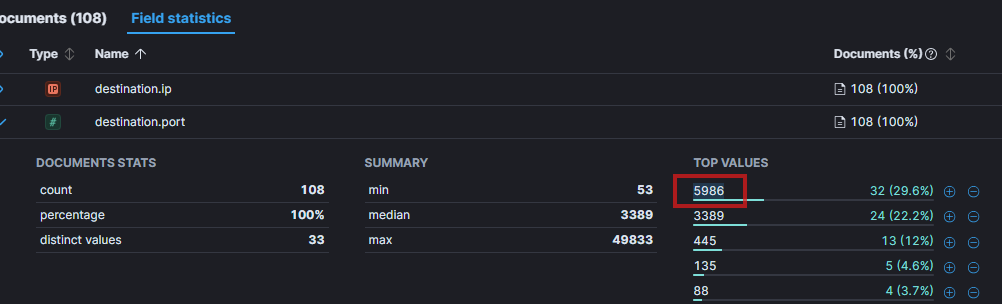 ocuments (108) Field statistics
Type Name Documents (%)
IP destination.ip 108 (100%)
# destination.port 108 (100%)
DOCUMENTS STATS SUMMARY TOP VALUES
count 108 min 53 5986 32 (29.6%)
percentage 100% median 3389 3389 24 (22.2%)
distinct values 33 max 49833 445 13 (12%)
135 5 (4.6%)
88 4 (3.7%)